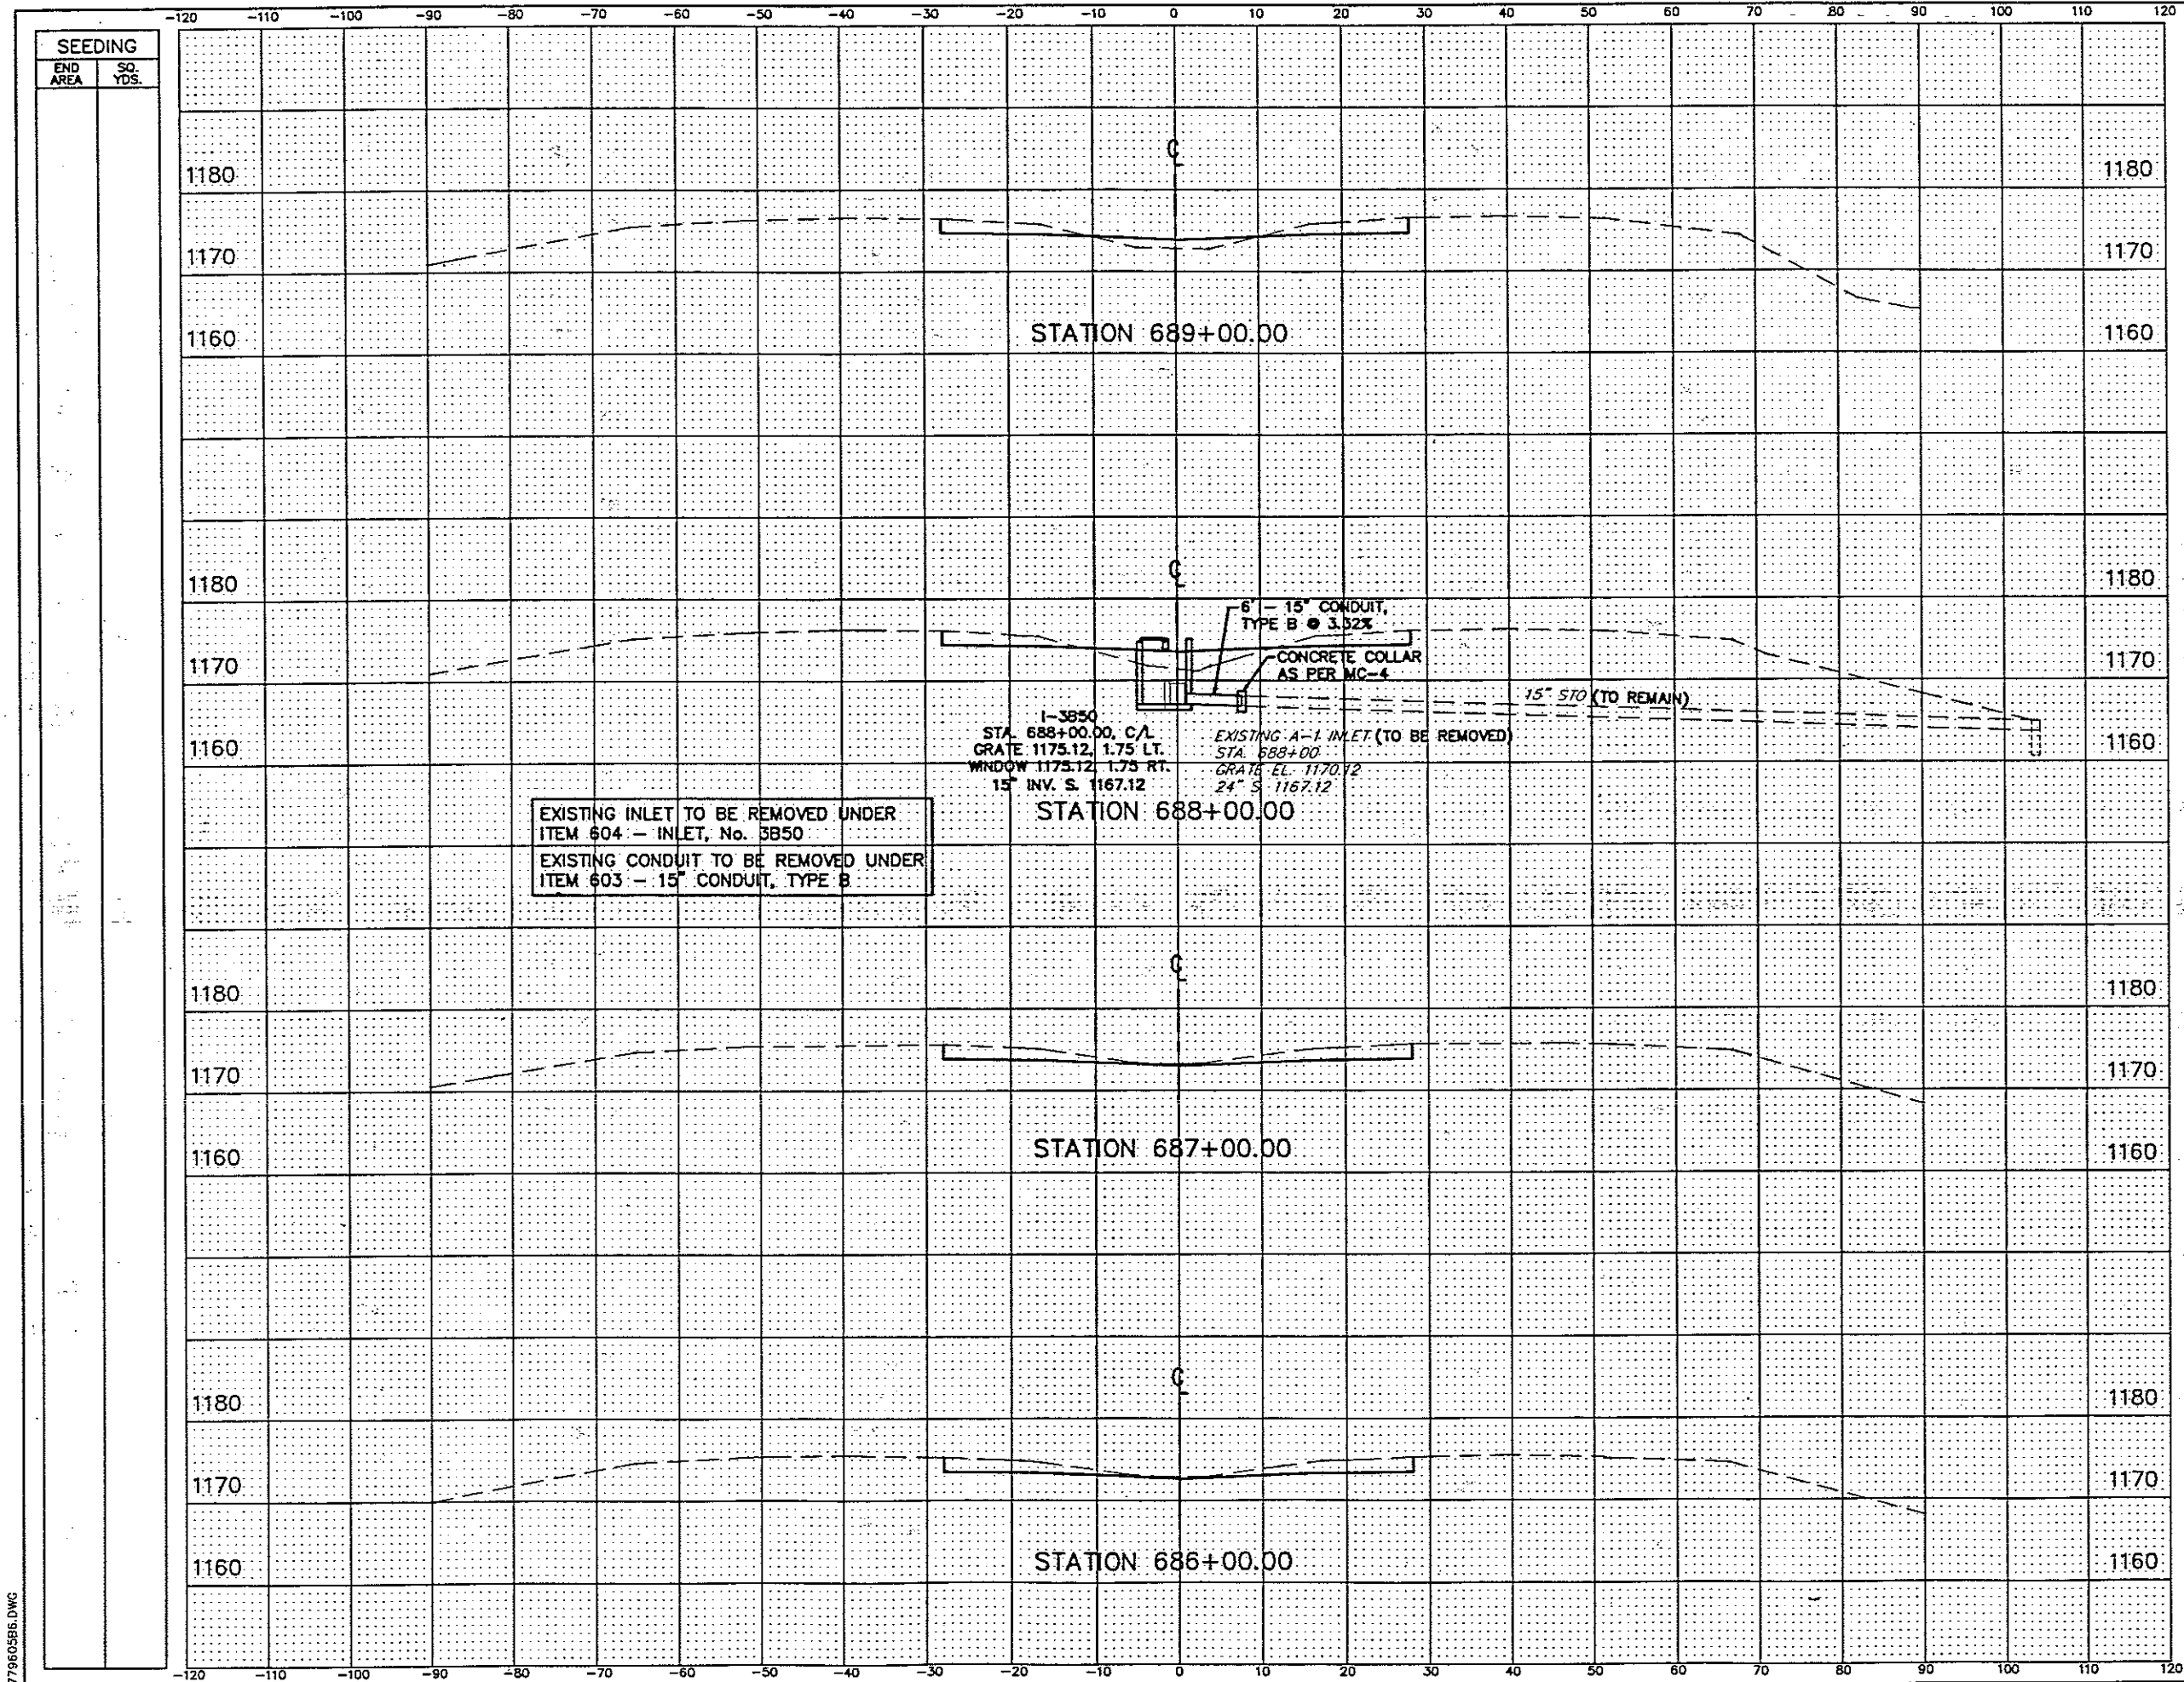 -120 -110 -100 -90 -80 -70 -60 -50 -40 -30 -20 -10 0 10 20 30 40 50 60 70 80 90 100 110 120
SEEDING
END AREA
SQ. YDS.
1180 1180
1170 1170
1160 1160
STATION 689+00.00
1180 1180
1170 1170
1160 1160
6' - 15" CONDUIT,
TYPE B @ 3.32%
CONCRETE COLLAR
AS PER MC-4
15" STO (TO REMAIN)
I-3B50
STA. 688+00.00, C/L
GRATE 1175.12, 1.75 LT.
WINDOW 1175.12, 1.75 RT.
15" INV. S. 1167.12
EXISTING A-1 INLET (TO BE REMOVED)
STA. 688+00
GRATE EL. 1170.12
24" S 1167.12
STATION 688+00.00
EXISTING INLET TO BE REMOVED UNDER
ITEM 604 - INLET, No. 3B50
EXISTING CONDUIT TO BE REMOVED UNDER
ITEM 603 - 15" CONDUIT, TYPE B
1180 1180
1170 1170
1160 1160
STATION 687+00.00
1180 1180
1170 1170
1160 1160
STATION 686+00.00
-120 -110 -100 -90 -80 -70 -60 -50 -40 -30 -20 -10 0 10 20 30 40 50 60 70 80 90 100 110 120